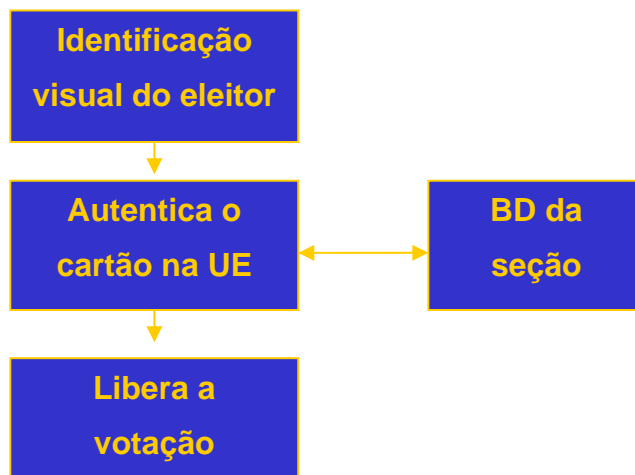 Identificação
visual do eleitor
Autentica o
cartão na UE
BD da
seção
Libera a
votação